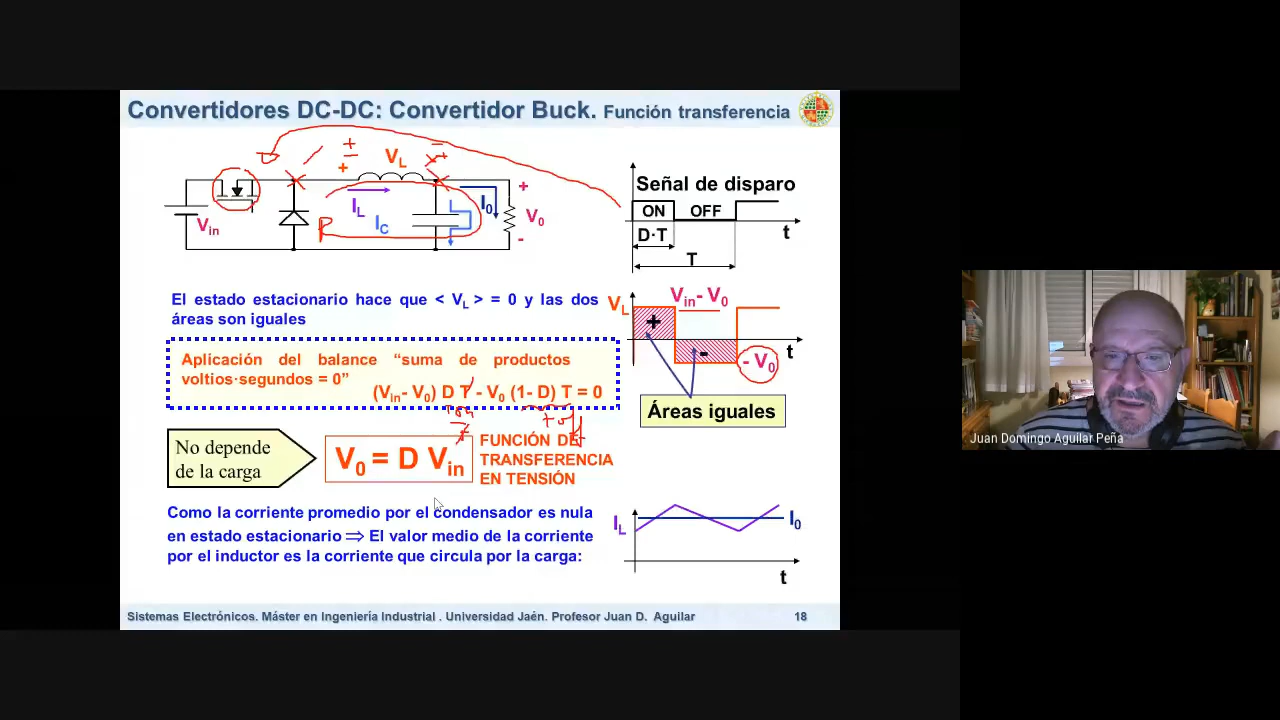 Convertidores DC-DC: Convertidor Buck. Función transferencia
+
-
+
VL
-
+
IL
IC
I0
+
V0
-
Vin
Señal de disparo
ON OFF
D·T
T
t
El estado estacionario hace que < VL > = 0 y las dos
áreas son iguales
VL
Vin- V0
+
-
- V0
t
Áreas iguales
Aplicación del balance “suma de productos
voltios·segundos = 0”
(Vin- V0) D T - V0 (1- D) T = 0
Ton
T
toff
No depende
de la carga
V0 = D Vin
FUNCIÓN DE
TRANSFERENCIA
EN TENSIÓN
Como la corriente promedio por el condensador es nula
en estado estacionario ⇒ El valor medio de la corriente
por el inductor es la corriente que circula por la carga:
IL
I0
t
Sistemas Electrónicos. Máster en Ingeniería Industrial . Universidad Jaén. Profesor Juan D. Aguilar
18
Juan Domingo Aguilar Peña